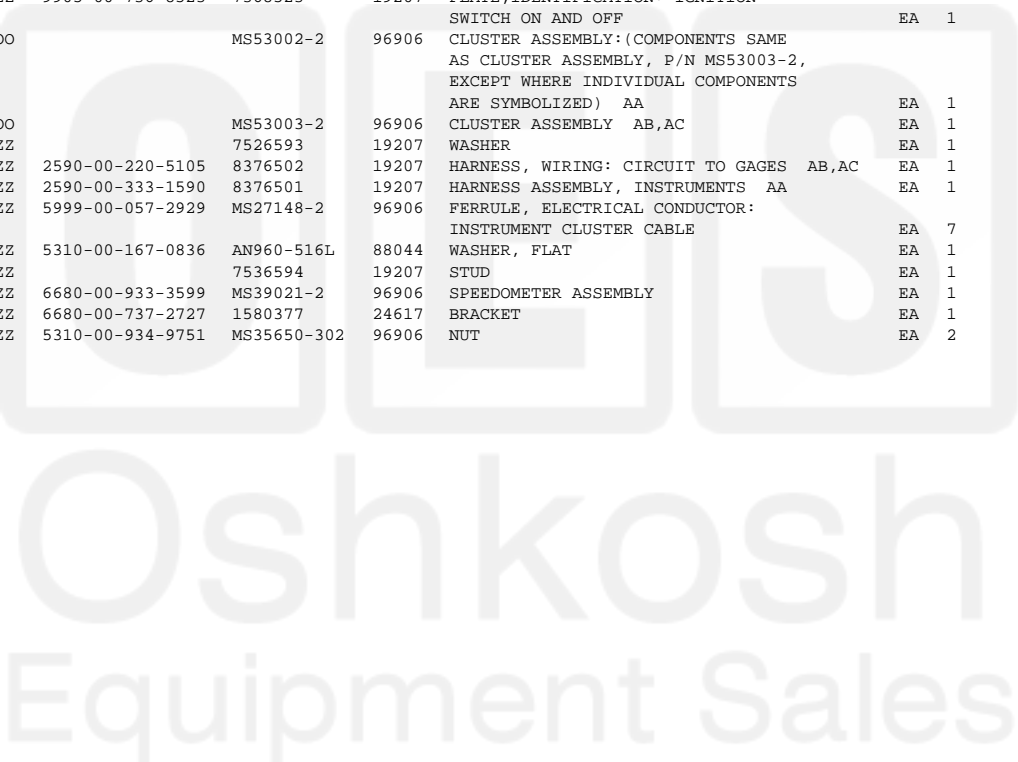 SWITCH ON AND OFF EA 1
MS53002-2 96906 CLUSTER ASSEMBLY:(COMPONENTS SAME
AS CLUSTER ASSEMBLY, P/N MS53003-2,
EXCEPT WHERE INDIVIDUAL COMPONENTS
ARE SYMBOLIZED) AA EA 1
MS53003-2 96906 CLUSTER ASSEMBLY AB,AC EA 1
ZZ 7526593 19207 WASHER EA 1
ZZ 2590-00-220-5105 8376502 19207 HARNESS, WIRING: CIRCUIT TO GAGES AB,AC EA 1
ZZ 2590-00-333-1590 8376501 19207 HARNESS ASSEMBLY, INSTRUMENTS AA EA 1
ZZ 5999-00-057-2929 MS27148-2 96906 FERRULE, ELECTRICAL CONDUCTOR:
INSTRUMENT CLUSTER CABLE EA 7
ZZ 5310-00-167-0836 AN960-516L 88044 WASHER, FLAT EA 1
ZZ 7536594 19207 STUD EA 1
ZZ 6680-00-933-3599 MS39021-2 96906 SPEEDOMETER ASSEMBLY EA 1
ZZ 6680-00-737-2727 1580377 24617 BRACKET EA 1
ZZ 5310-00-934-9751 MS35650-302 96906 NUT EA 2
OES
Oshkosh
Equipment Sales